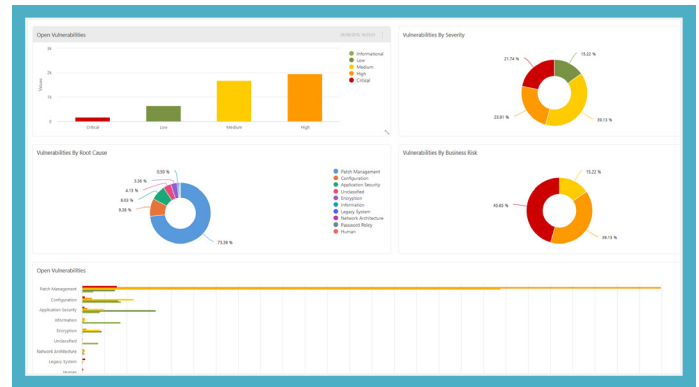 Open Vulnerabilities
3k
2k
1k
0
Values
Critical
Low
Medium
High
Informational
Low
Medium
High
Critical
Vulnerabilities By Severity
21.74 %
15.22 %
23.91 %
39.13 %
Vulnerabilities By Root Cause
0.50 %
3.36 %
4.13 %
8.03 %
9.38 %
73.39 %
Patch Management
Configuration
Application Security
Unclassified
Encryption
Information
Legacy System
Network Architecture
Password Policy
Human
Vulnerabilities By Business Risk
15.22 %
45.65 %
39.13 %
Open Vulnerabilities
Patch Management
Configuration
Application Security
Information
Encryption
Unclassified
Network Architecture
Legacy System
Human